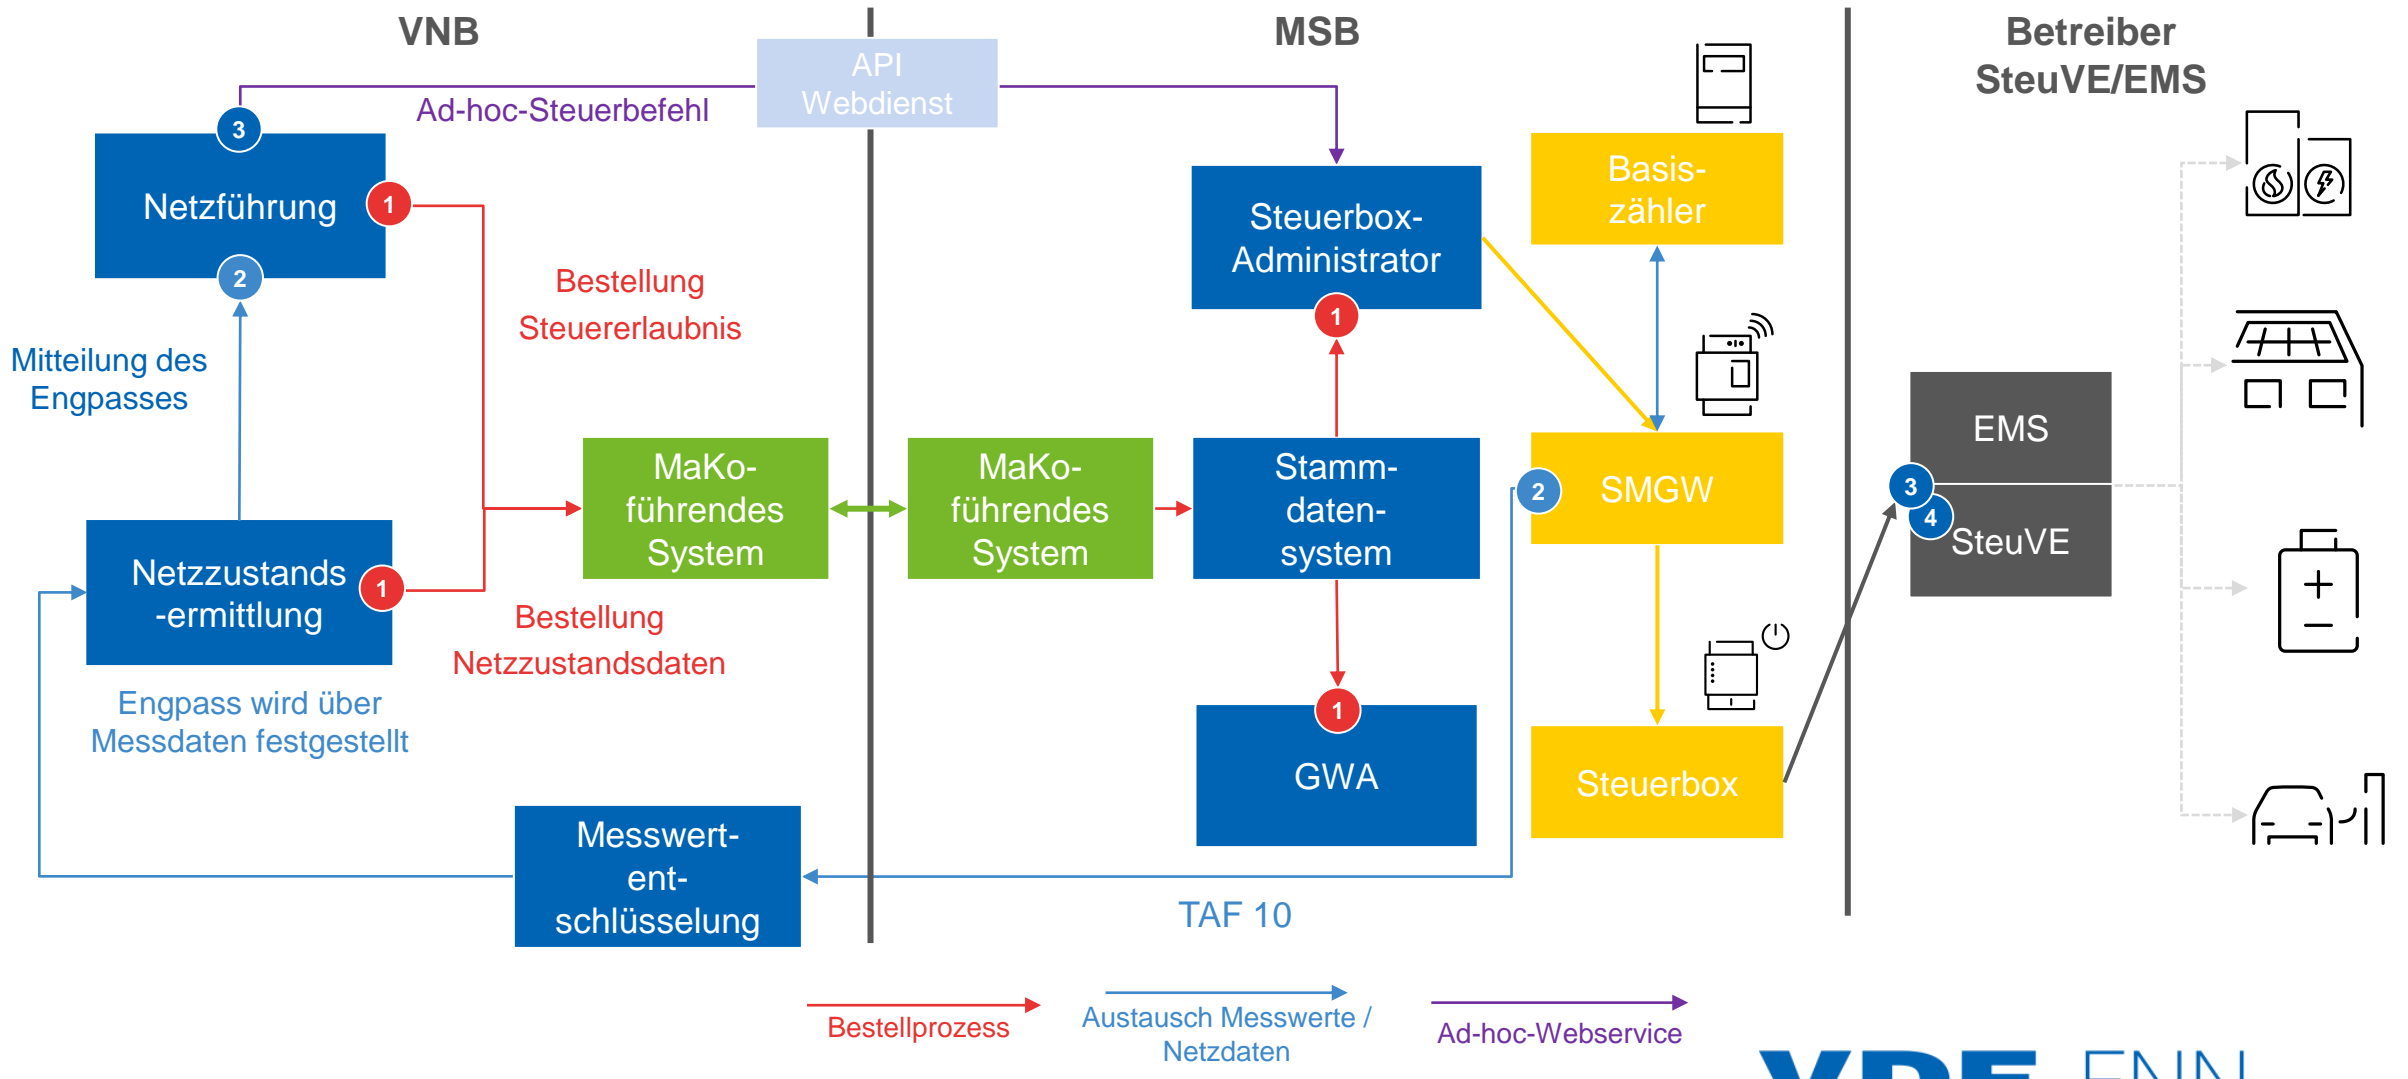 VNB
MSB
Betreiber
SteuVE/EMS
API
Webdienst
Ad-hoc-Steuerbefehl
3
Netzführung
1
2
Steuerbox-
Administrator
1
Basis-
zähler
Bestellung
Steuererlaubnis
Mitteilung des
Engpasses
MaKo-
führendes
System
MaKo-
führendes
System
Stamm-
daten-
system
2
SMGW
EMS
3
4
SteuVE
Netzzustands
-ermittlung
1
Bestellung
Netzzustandsdaten
Engpass wird über
Messdaten festgestellt
1
GWA
Steuerbox
Messwert-
ent-
schlüsselung
TAF 10
Bestellprozess
Austausch Messwerte /
Netzdaten
Ad-hoc-Webservice
VDE FNN